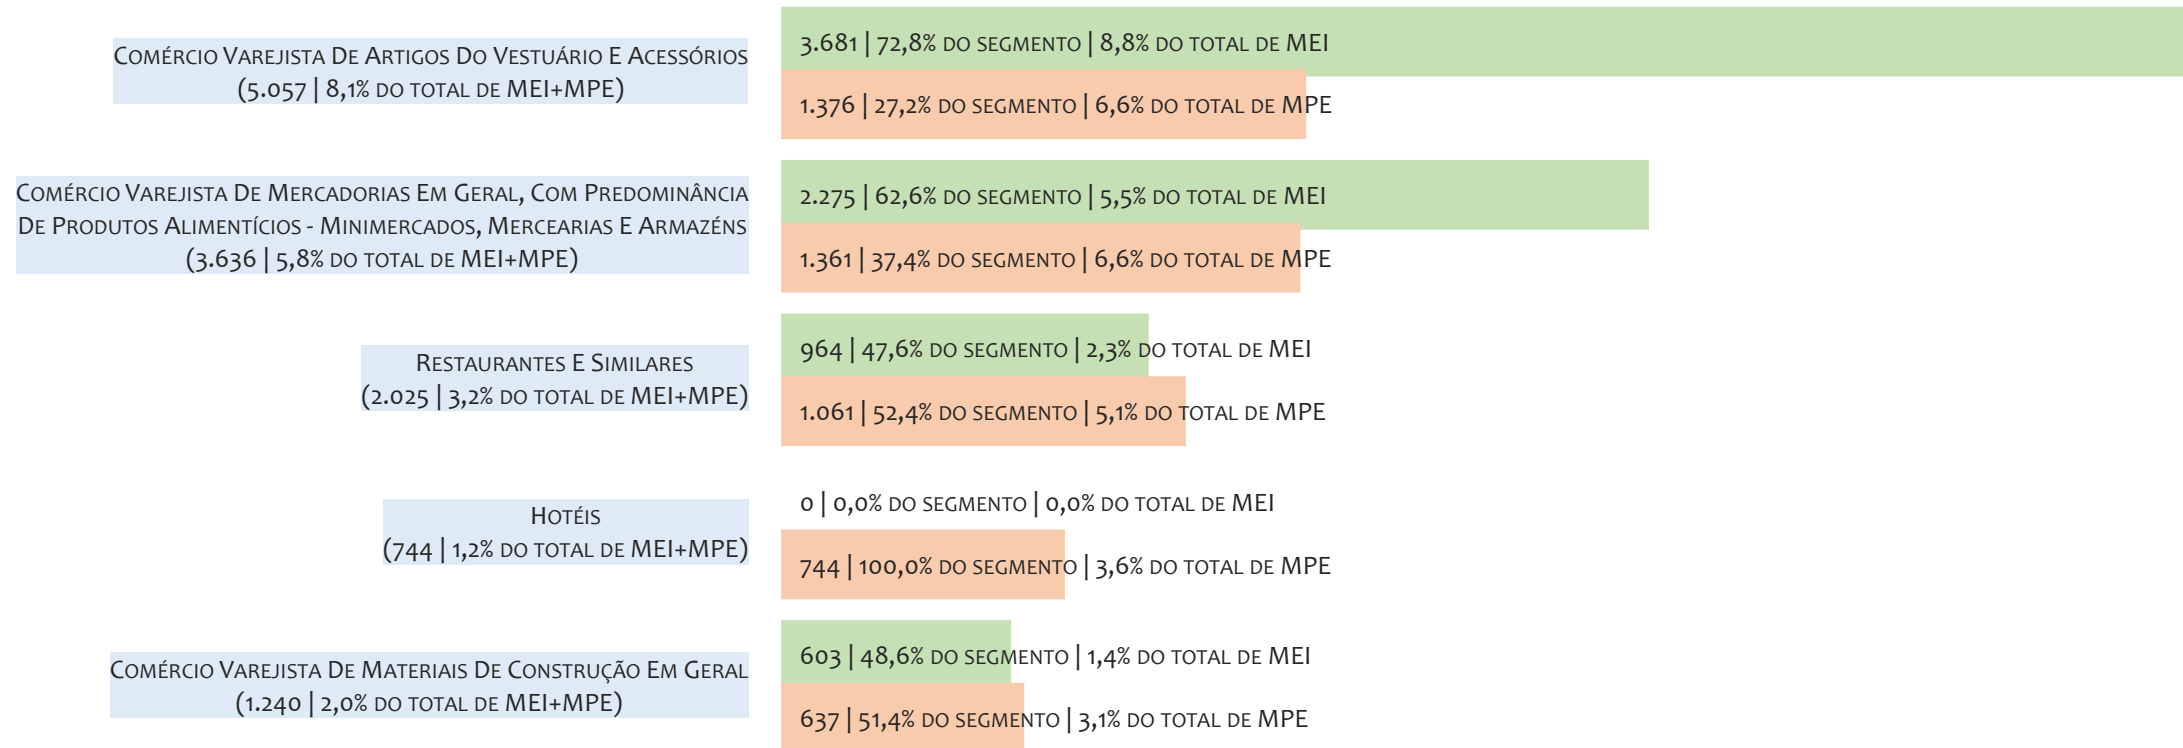 Comércio Varejista De Artigos Do Vestuário E Acessórios
(5.057 | 8,1% do total de MEI+MPE)
3.681 | 72,8% do segmento | 8,8% do total de MEI
1.376 | 27,2% do segmento | 6,6% do total de MPE
Comércio Varejista De Mercadorias Em Geral, Com Predominância
De Produtos Alimentícios - Minimercados, Mercearias E Armazéns
(3.636 | 5,8% do total de MEI+MPE)
2.275 | 62,6% do segmento | 5,5% do total de MEI
1.361 | 37,4% do segmento | 6,6% do total de MPE
Restaurantes E Similares
(2.025 | 3,2% do total de MEI+MPE)
964 | 47,6% do segmento | 2,3% do total de MEI
1.061 | 52,4% do segmento | 5,1% do total de MPE
Hotéis
(744 | 1,2% do total de MEI+MPE)
0 | 0,0% do segmento | 0,0% do total de MEI
744 | 100,0% do segmento | 3,6% do total de MPE
Comércio Varejista De Materiais De Construção Em Geral
(1.240 | 2,0% do total de MEI+MPE)
603 | 48,6% do segmento | 1,4% do total de MEI
637 | 51,4% do segmento | 3,1% do total de MPE